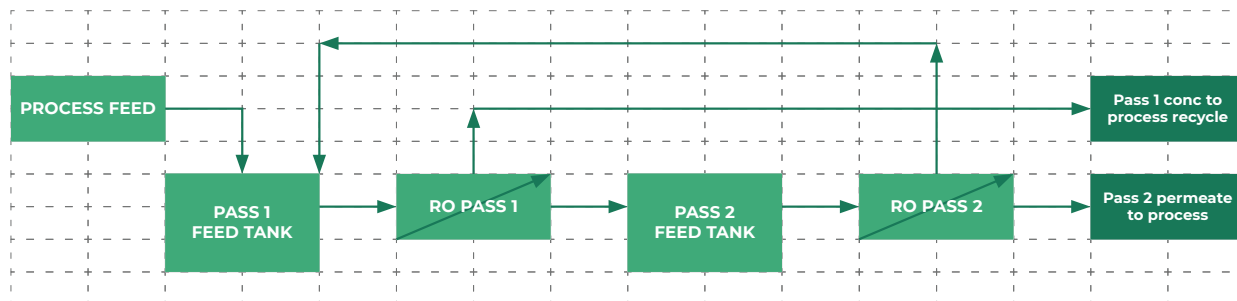 PROCESS FEED
Pass 1 conc to
process recycle
PASS 1
FEED TANK
RO PASS 1
PASS 2
FEED TANK
RO PASS 2
Pass 2 permeate
to process